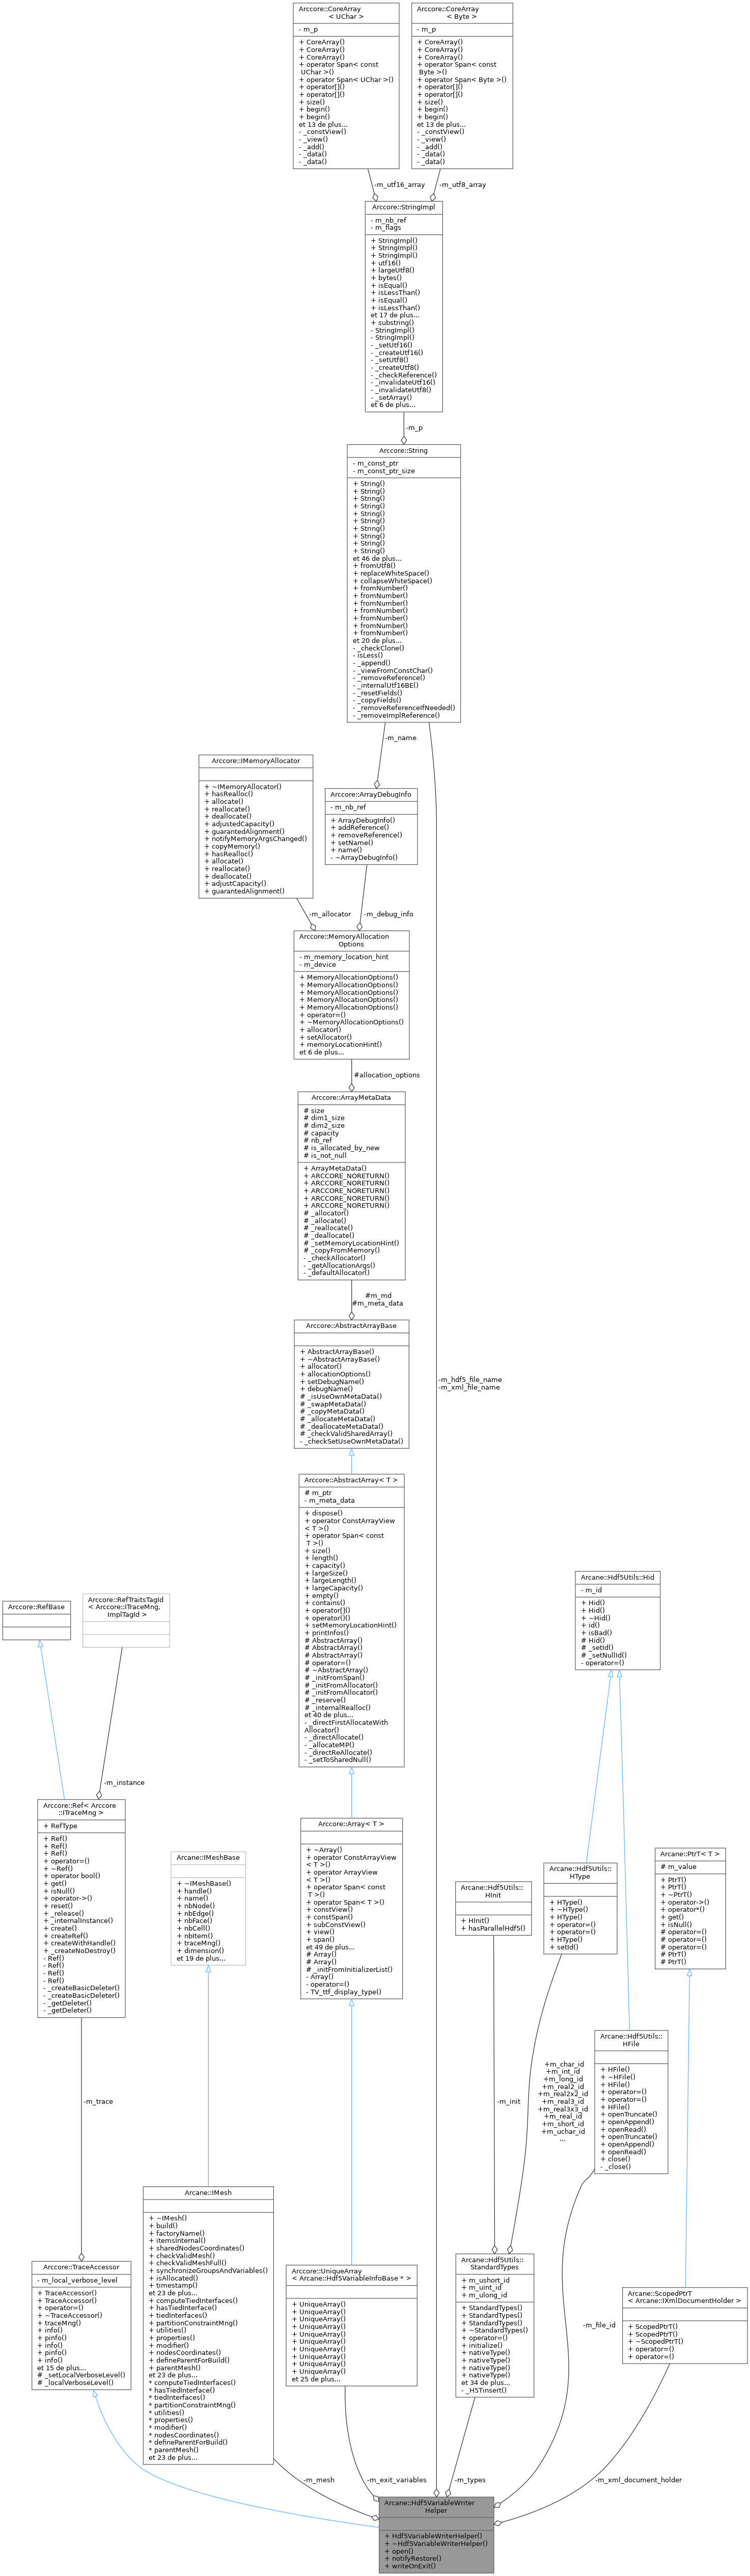 Arccore::CoreArray
< UChar >
- m_p
+ CoreArray()
+ CoreArray()
+ CoreArray()
+ operator Span< const
UChar >()
+ operator Span< UChar >()
+ operator[]()
+ operator[]()
+ size()
+ begin()
+ begin()
et 13 de plus...
- _constView()
- _view()
- _add()
- _data()
- _data()
Arccore::CoreArray
< Byte >
- m_p
+ CoreArray()
+ CoreArray()
+ CoreArray()
+ operator Span< const
Byte >()
+ operator Span< Byte >()
+ operator[]()
+ operator[]()
+ size()
+ begin()
+ begin()
et 13 de plus...
- _constView()
- _view()
- _add()
- _data()
- _data()
-m_utf16_array
-m_utf8_array
Arccore::StringImpl
- m_nb_ref
- m_flags
+ StringImpl()
+ StringImpl()
+ StringImpl()
+ utf16()
+ largeUtf8()
+ bytes()
+ isEqual()
+ isLessThan()
+ isEqual()
+ isLessThan()
et 17 de plus...
+ substring()
- StringImpl()
- StringImpl()
- _setUtf16()
- _createUtf16()
- _setUtf8()
- _createUtf8()
- _checkReference()
- _invalidateUtf16()
- _invalidateUtf8()
- _setArray()
et 6 de plus...
-m_p
Arccore::String
- m_const_ptr
- m_const_ptr_size
+ String()
+ String()
+ String()
+ String()
+ String()
+ String()
+ String()
+ String()
+ String()
+ String()
et 46 de plus...
+ fromUtf8()
+ replaceWhiteSpace()
+ collapseWhiteSpace()
+ fromNumber()
+ fromNumber()
+ fromNumber()
+ fromNumber()
+ fromNumber()
+ fromNumber()
+ fromNumber()
et 20 de plus...
- _checkClone()
- isLess()
- _append()
- _viewFromConstChar()
- _removeReference()
- _internalUtf16BE()
- _resetFields()
- _copyFields()
- _removeReferenceIfNeeded()
- _removeImplReference()
-m_name
Arccore::IMemoryAllocator
+ ~IMemoryAllocator()
+ hasRealloc()
+ allocate()
+ reallocate()
+ deallocate()
+ adjustedCapacity()
+ guarantedAlignment()
+ notifyMemoryArgsChanged()
+ copyMemory()
+ hasRealloc()
+ allocate()
+ reallocate()
+ deallocate()
+ adjustCapacity()
+ guarantedAlignment()
Arccore::ArrayDebugInfo
- m_nb_ref
+ ArrayDebugInfo()
+ addReference()
+ removeReference()
+ setName()
+ name()
- ~ArrayDebugInfo()
-m_allocator
-m_debug_info
Arccore::MemoryAllocation
Options
- m_memory_location_hint
- m_device
+ MemoryAllocationOptions()
+ MemoryAllocationOptions()
+ MemoryAllocationOptions()
+ MemoryAllocationOptions()
+ MemoryAllocationOptions()
+ operator=()
+ ~MemoryAllocationOptions()
+ allocator()
+ setAllocator()
+ memoryLocationHint()
et 6 de plus...
#allocation_options
Arccore::ArrayMetaData
# size
# dim1_size
# dim2_size
# capacity
# nb_ref
# is_allocated_by_new
# is_not_null
+ ArrayMetaData()
+ ARCCORE_NORETURN()
+ ARCCORE_NORETURN()
+ ARCCORE_NORETURN()
+ ARCCORE_NORETURN()
+ ARCCORE_NORETURN()
# _allocator()
# _allocate()
# _reallocate()
# _deallocate()
# _setMemoryLocationHint()
# _copyFromMemory()
- _checkAllocator()
- _getAllocationArgs()
- _defaultAllocator()
#m_md
#m_meta_data
Arccore::AbstractArrayBase
+ AbstractArrayBase()
+ ~AbstractArrayBase()
+ allocator()
+ allocationOptions()
+ setDebugName()
+ debugName()
# _isUseOwnMetaData()
# _swapMetaData()
# _copyMetaData()
# _allocateMetaData()
# _deallocateMetaData()
# _checkValidSharedArray()
- _checkSetUseOwnMetaData()
-m_hdf5_file_name
-m_xml_file_name
Arccore::AbstractArray< T >
# m_ptr
- m_meta_data
+ dispose()
+ operator ConstArrayView
< T >()
+ operator Span< const
T >()
+ size()
+ length()
+ capacity()
+ largeSize()
+ largeLength()
+ largeCapacity()
+ empty()
+ contains()
+ operator[]()
+ operator()()
+ setMemoryLocationHint()
+ printInfos()
# AbstractArray()
# AbstractArray()
# AbstractArray()
# operator=()
# ~AbstractArray()
# _initFromSpan()
# _initFromAllocator()
# _initFromAllocator()
# _reserve()
# _internalRealloc()
et 40 de plus...
- _directFirstAllocateWith
Allocator()
- _directAllocate()
- _allocateMP()
- _directReAllocate()
- _setToSharedNull()
Arccore::RefBase
Arccore::RefTraitsTagId
< Arccore::ITraceMng,
ImplTagId >
Arcane::Hdf5Utils::Hid
- m_id
+ Hid()
+ Hid()
+ ~Hid()
+ id()
+ isBad()
# Hid()
# _setId()
# _setNullId()
- operator=()
-m_instance
Arccore::Ref< Arccore
::ITraceMng >
+ RefType
+ Ref()
+ Ref()
+ Ref()
+ operator=()
+ ~Ref()
+ operator bool()
+ get()
+ isNull()
+ operator->()
+ reset()
+ _release()
+ _internalInstance()
+ create()
+ createRef()
+ createWithHandle()
+ _createNoDestroy()
- Ref()
- Ref()
- Ref()
- Ref()
- _createBasicDeleter()
- _createBasicDeleter()
- _getDeleter()
- _getDeleter()
Arcane::IMeshBase
+ ~IMeshBase()
+ handle()
+ name()
+ nbNode()
+ nbEdge()
+ nbFace()
+ nbCell()
+ nbItem()
+ traceMng()
+ dimension()
et 19 de plus...
Arccore::Array< T >
+ ~Array()
+ operator ConstArrayView
< T >()
+ operator ArrayView
< T >()
+ operator Span< const
T >()
+ operator Span< T >()
+ constView()
+ constSpan()
+ subConstView()
+ view()
+ span()
et 49 de plus...
# Array()
# Array()
# _initFromInitializerList()
- Array()
- operator=()
- TV_ttf_display_type()
Arcane::Hdf5Utils::
HInit
+ HInit()
+ hasParallelHdf5()
Arcane::Hdf5Utils::
HType
+ HType()
+ ~HType()
+ HType()
+ operator=()
+ operator=()
+ HType()
+ setId()
Arcane::PtrT< T >
# m_value
+ PtrT()
+ PtrT()
+ ~PtrT()
+ operator->()
+ operator*()
+ get()
+ isNull()
# operator=()
# operator=()
# operator=()
# PtrT()
# PtrT()
Arcane::Hdf5Utils::
HFile
+ HFile()
+ ~HFile()
+ HFile()
+ operator=()
+ operator=()
+ HFile()
+ openTruncate()
+ openAppend()
+ openRead()
+ openTruncate()
+ openAppend()
+ openRead()
+ close()
- _close()
-m_trace
-m_init
+m_char_id
+m_int_id
+m_long_id
+m_real2_id
+m_real2x2_id
+m_real3_id
+m_real3x3_id
+m_real_id
+m_short_id
+m_uchar_id
...
Arccore::TraceAccessor
- m_local_verbose_level
+ TraceAccessor()
+ TraceAccessor()
+ operator=()
+ ~TraceAccessor()
+ traceMng()
+ info()
+ pinfo()
+ info()
+ pinfo()
+ info()
et 15 de plus...
# _setLocalVerboseLevel()
# _localVerboseLevel()
Arcane::IMesh
+ ~IMesh()
+ build()
+ factoryName()
+ itemsInternal()
+ sharedNodesCoordinates()
+ checkValidMesh()
+ checkValidMeshFull()
+ synchronizeGroupsAndVariables()
+ isAllocated()
+ timestamp()
et 23 de plus...
+ computeTiedInterfaces()
+ hasTiedInterface()
+ tiedInterfaces()
+ partitionConstraintMng()
+ utilities()
+ properties()
+ modifier()
+ nodesCoordinates()
+ defineParentForBuild()
+ parentMesh()
et 23 de plus...
* computeTiedInterfaces()
* hasTiedInterface()
* tiedInterfaces()
* partitionConstraintMng()
* utilities()
* properties()
* modifier()
* nodesCoordinates()
* defineParentForBuild()
* parentMesh()
et 23 de plus...
Arccore::UniqueArray
< Arcane::Hdf5VariableInfoBase * >
+ UniqueArray()
+ UniqueArray()
+ UniqueArray()
+ UniqueArray()
+ UniqueArray()
+ UniqueArray()
+ UniqueArray()
+ UniqueArray()
+ UniqueArray()
+ UniqueArray()
et 25 de plus...
Arcane::Hdf5Utils::
StandardTypes
+ m_ushort_id
+ m_uint_id
+ m_ulong_id
+ StandardTypes()
+ StandardTypes()
+ StandardTypes()
+ ~StandardTypes()
+ operator=()
+ initialize()
+ nativeType()
+ nativeType()
+ nativeType()
+ nativeType()
et 34 de plus...
- _H5Tinsert()
-m_file_id
Arcane::ScopedPtrT
< Arcane::IXmlDocumentHolder >
+ ScopedPtrT()
+ ScopedPtrT()
+ ~ScopedPtrT()
+ operator=()
+ operator=()
-m_mesh
-m_exit_variables
-m_types
-m_xml_document_holder
Arcane::Hdf5VariableWriter
Helper
+ Hdf5VariableWriterHelper()
+ ~Hdf5VariableWriterHelper()
+ open()
+ notifyRestore()
+ writeOnExit()